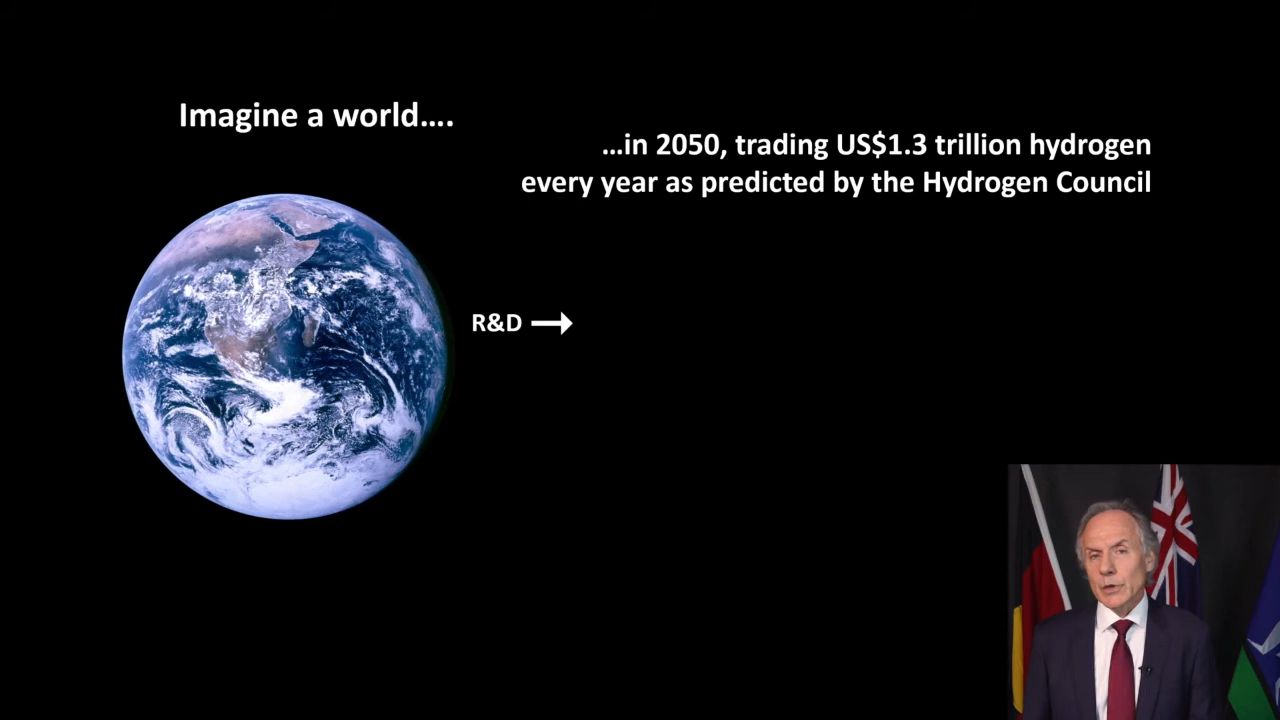 Imagine a world....
...in 2050, trading US$1.3 trillion hydrogen
every year as predicted by the Hydrogen Council
R&D